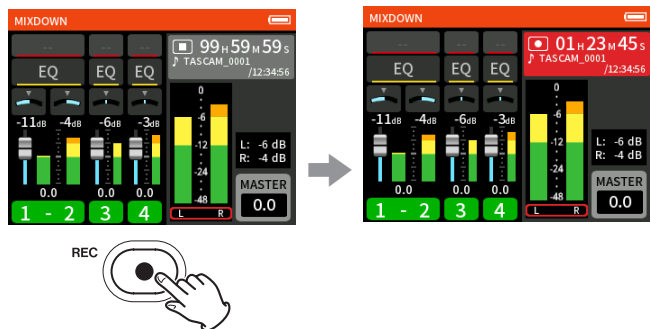 MIXDOWN
-- -- --
99H59M59s
♪ TASCAM_0001
/12:34:56
EQ EQ EQ
-11dB -4dB -6dB -3dB
0
-6
-12
-24
-48
L: -6 dB
R: -4 dB
0.0 0.0 0.0
MASTER
0.0
1 - 2 3 4
L R
REC
MIXDOWN
-- -- --
01H23M45s
♪ TASCAM_0001
/12:34:56
EQ EQ EQ
-11dB -4dB -6dB -3dB
0
-6
-12
-24
-48
L: -6 dB
R: -4 dB
0.0 0.0 0.0
MASTER
0.0
1 - 2 3 4
L R